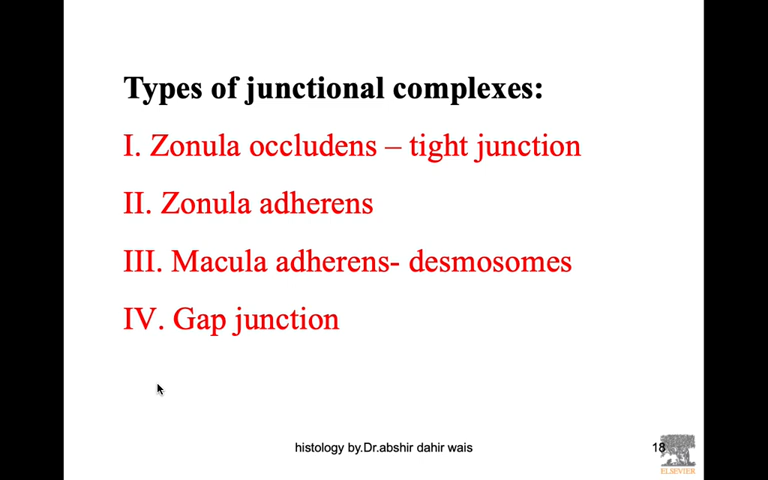 Types of junctional complexes:
I. Zonula occludens – tight junction
II. Zonula adherens
III. Macula adherens- desmosomes
IV. Gap junction
histology by.Dr.abshir dahir wais
18
ELSEVIER